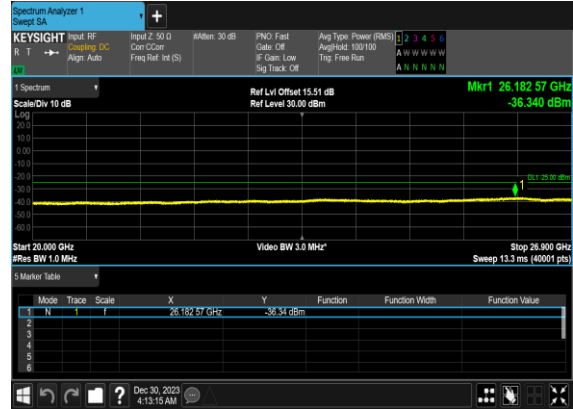 Spectrum Analyzer 1
Swept SA
KEYSIGHT
R T
LM
Input: RF
Coupling: DC
Align: Auto
Input Z: 50 Ω
Corr CCorr
Freq Ref: Int (S)
#Atten: 30 dB
PNO: Fast
Gate: Off
IF Gain: Low
Sig Track: Off
Avg Type: Power (RMS)
Avg|Hold: 100/100
Trig: Free Run
1 2 3 4 5 6
A W W W W W
A N N N N N
1 Spectrum
Scale/Div 10 dB
Ref Lvl Offset 15.51 dB
Ref Level 30.00 dBm
Mkr1 26.182 57 GHz
-36.340 dBm
Log
20.0
10.0
0.00
-10.0
-20.0
-30.0
-40.0
-50.0
-60.0
DL1 -25.00 dBm
1
Start 20.000 GHz
#Res BW 1.0 MHz
Video BW 3.0 MHz*
Stop 26.900 GHz
Sweep 13.3 ms (40001 pts)
5 Marker Table
Mode Trace Scale X Y Function Function Width Function Value
1 N 1 f 26.182 57 GHz -36.34 dBm
2
3
4
5
6
?
Dec 30, 2023
4:13:15 AM